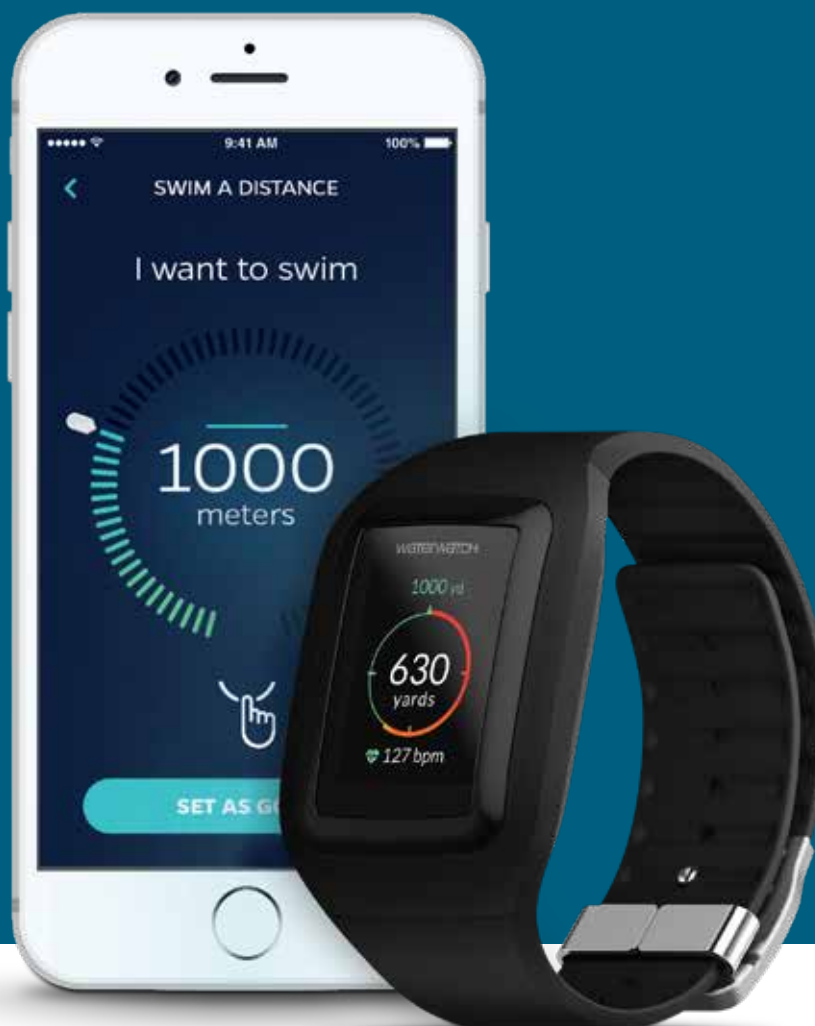 9:41 AM
100%
SWIM A DISTANCE
I want to swim
1000
meters
SET AS
WATERWATCH
1000 yd
630
yards
127 bpm